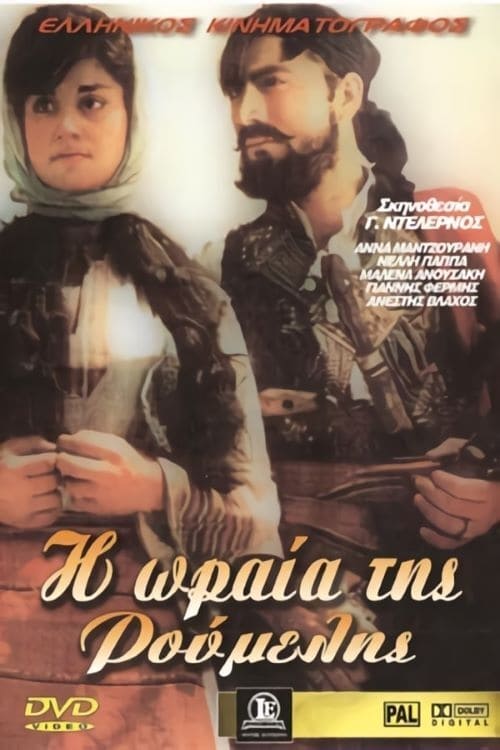 ΕΛΛΗΝΙΚΟΣ ΚΙΝΗΜΑΤΟΓΡΑΦΟΣ
Σκηνοθεσία
Γ. ΝΤΕΛΕΡΝΟΣ
ΑΝΝΑ ΜΑΝΤΖΟΥΡΑΝΗ
ΝΕΛΛΗ ΠΑΠΠΑ
ΜΑΛΕΝΑ ΑΝΟΥΣΑΚΗ
ΓΙΑΝΝΗΣ ΦΕΡΜΗΣ
ΑΝΕΣΤΗΣ ΒΛΑΧΟΣ
Η ωραία της
Ρούμελης
DVD
VIDEO
PAL
DOLBY
DIGITAL